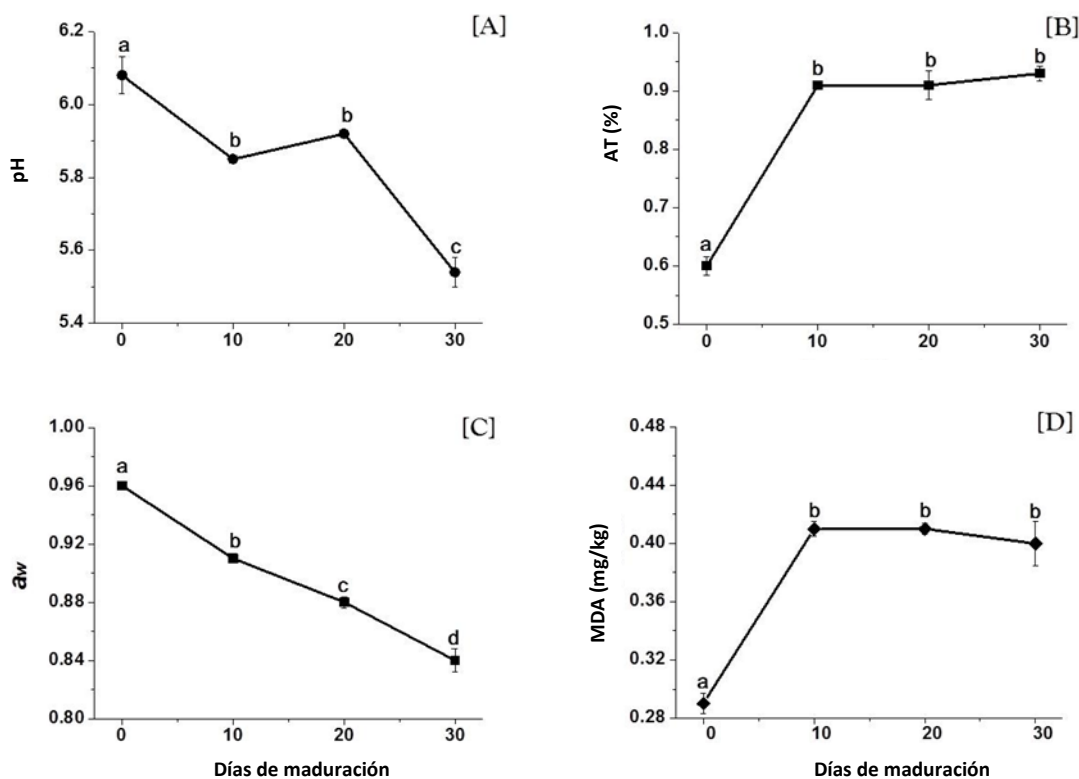 [A]
6.2
6.0
5.8
5.6
5.4
pH
a
b
b
c
0 10 20 30
[B]
1.0
0.9
0.8
0.7
0.6
0.5
AT (%)
a
b
b
b
0 10 20 30
[C]
1.00
0.96
0.92
0.88
0.84
0.80
aw
a
b
c
d
0 10 20 30
Días de maduración
[D]
0.48
0.44
0.40
0.36
0.32
0.28
MDA (mg/kg)
a
b
b
b
0 10 20 30
Días de maduración